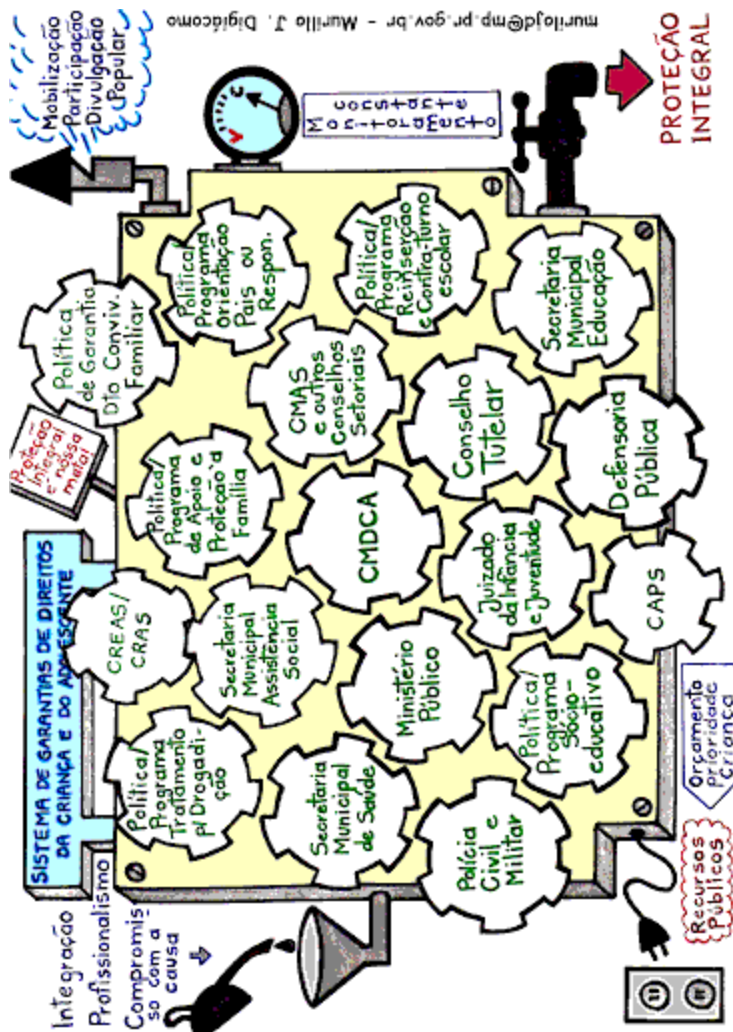 Integração
Profissionalismo
Compromis-
so com a
causa
SISTEMA DE GARANTIAS DE DIREITOS
DA CRIANÇA E DO ADOLESCENTE
Proteção
Integral
é nossa
meta!
Mobilização
Participação
Divulgação
Popular
Política/
Programa
Tratamento
p/ Drogadi-
ção
CREAS/
CRAS
Política/
Programa
de Apoio e
Proteção à
Família
Política
de Garantia
Dto Conviv.
Familiar
Política/
Programa
Orientação
Pais ou
Respon.
Secretaria
Municipal
de Saúde
Secretaria
Municipal
Assistência
Social
CMDCA
CMAS
e outros
Conselhos
Setoriais
Política/
Programa
Reinserção
e Contra-turno
escolar
Polícia
Civil e
Militar
Ministério
Público
Política/
Programa
Sócio-
educativo
Juizado
da Infância
e Juventude
Conselho
Tutelar
Secretaria
Municipal
Educação
CAPS
Defensoria
Pública
Monitoramento
constante
V C
Recursos
Públicos
Orçamento
prioridade
criança
PROTEÇÃO
INTEGRAL
murilojd@mp.pr.gov.br - Murillo J. Digiácomo